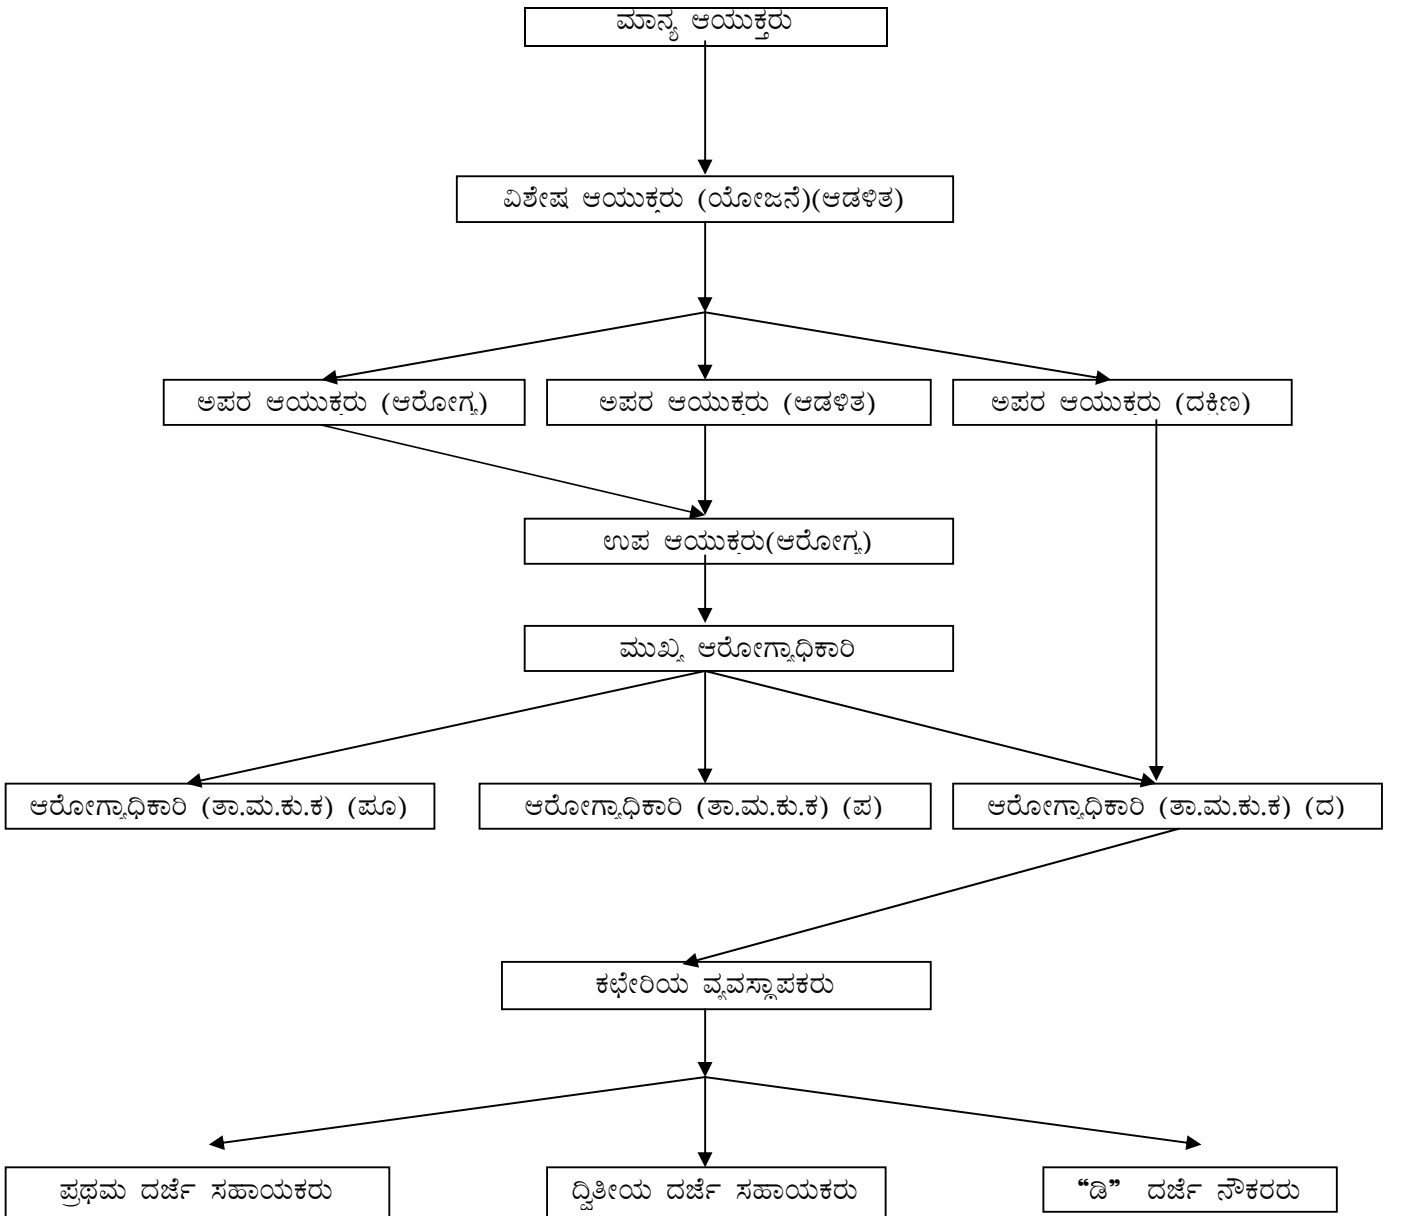 ಮಾನ್ಯ ಆಯುಕ್ತರು
ವಿಶೇಷ ಆಯುಕ್ತರು (ಯೋಜನೆ)(ಆಡಳಿತ)
ಅಪರ ಆಯುಕ್ತರು (ಆರೋಗ್ಯ)
ಅಪರ ಆಯುಕ್ತರು (ಆಡಳಿತ)
ಅಪರ ಆಯುಕ್ತರು (ದಕ್ಷಿಣ)
ಉಪ ಆಯುಕ್ತರು(ಆರೋಗ್ಯ)
ಮುಖ್ಯ ಆರೋಗ್ಯಾಧಿಕಾರಿ
ಆರೋಗ್ಯಾಧಿಕಾರಿ (ತಾ.ಮ.ಕು.ಕ) (ಪೂ)
ಆರೋಗ್ಯಾಧಿಕಾರಿ (ತಾ.ಮ.ಕು.ಕ) (ಪ)
ಆರೋಗ್ಯಾಧಿಕಾರಿ (ತಾ.ಮ.ಕು.ಕ) (ದ)
ಕಛೇರಿಯ ವ್ಯವಸ್ಥಾಪಕರು
ಪ್ರಥಮ ದರ್ಜೆ ಸಹಾಯಕರು
ದ್ವಿತೀಯ ದರ್ಜೆ ಸಹಾಯಕರು
“ಡಿ” ದರ್ಜೆ ನೌಕರರು